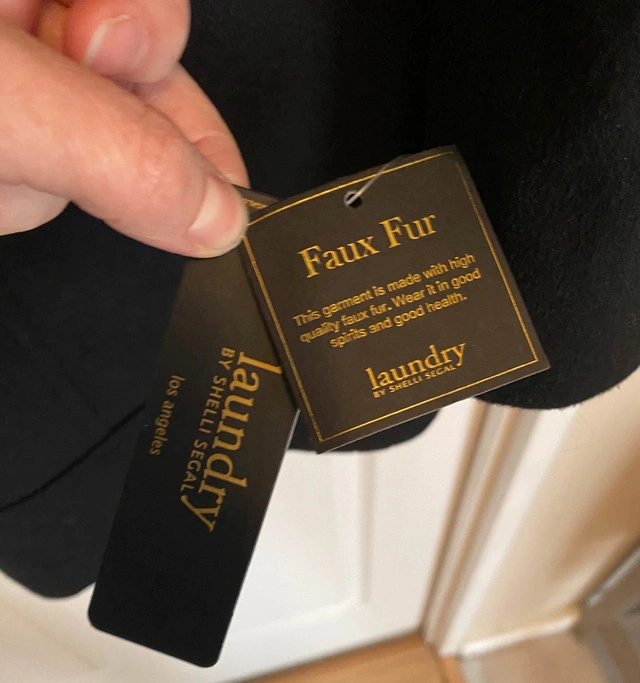 Faux Fur
This garment is made with high
quality faux fur. Wear it in good
spirits and good health.
laundry
BY SHELLI SEGAL
laundry
BY SHELLI SEGAL
los angeles